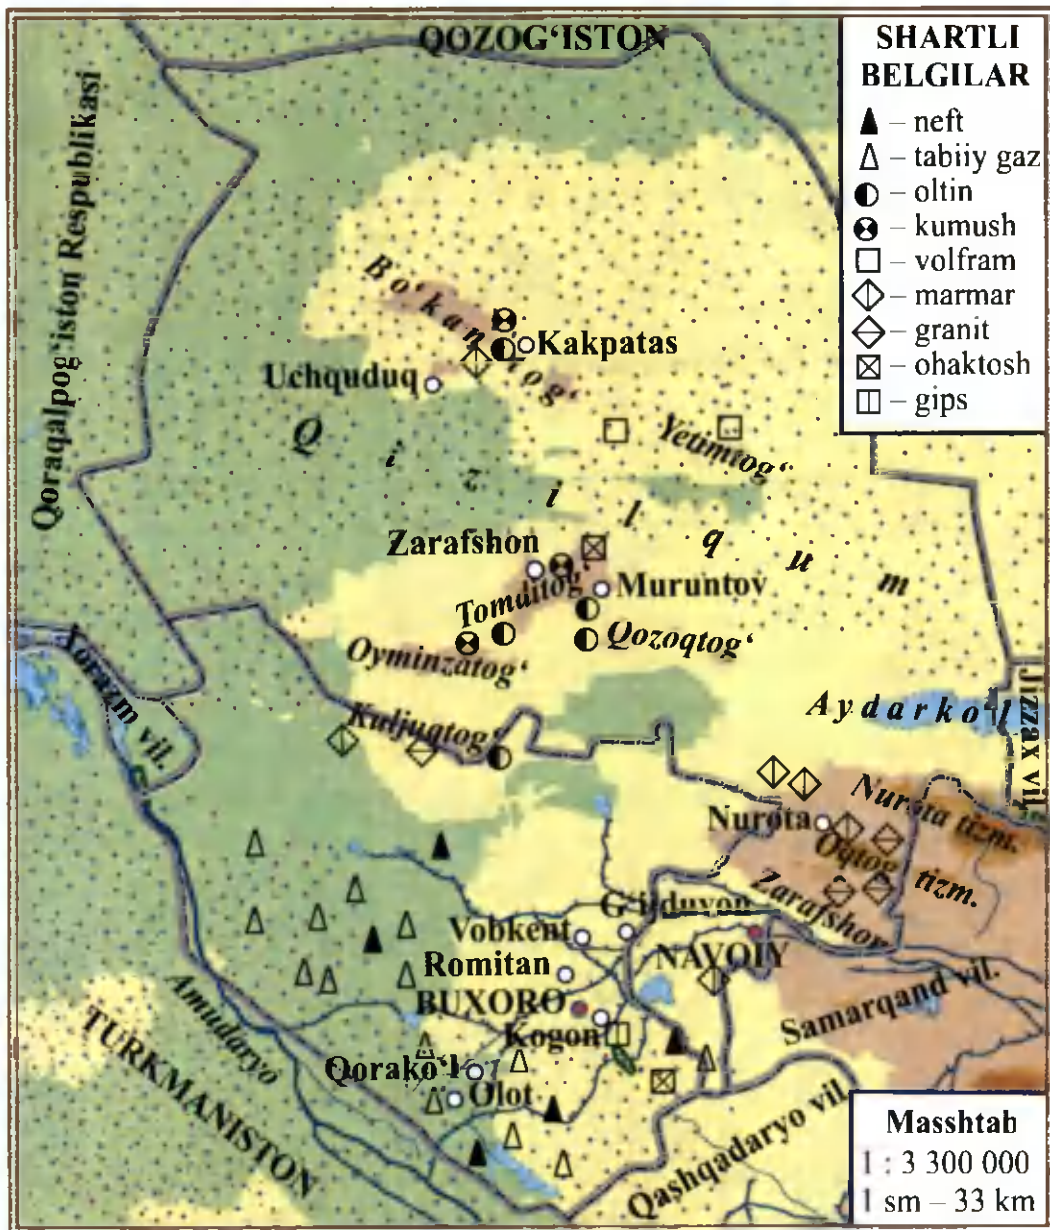 QOZOG‘ISTON
SHARTLI
BELGILAR
– neft
– tabiiy gaz
– oltin
– kumush
– volfram
– marmar
– granit
– ohaktosh
– gips
Qoraqalpog‘iston Respublikasi
Bo‘kantog‘
Kakpatas
Uchquduq
Yetimtog‘
Qizilqum
Zarafshon
Muruntov
Tomditog‘
Qozoqtog‘
Oyminzatog‘
Xorazm vil.
Kuljuqtog‘
Aydarko‘l
Jizzax vil.
Nurota
Nurota tizm.
Oqtog‘ tizm.
Zarafshon
G‘ijduvon
Vobkent
NAVOIY
Romitan
BUXORO
Kogon
Samarqand vil.
Amudaryo
Qorako‘l
Olot
TURKMANISTON
Qashqadaryo vil.
Masshtab
1 : 3 300 000
1 sm – 33 km